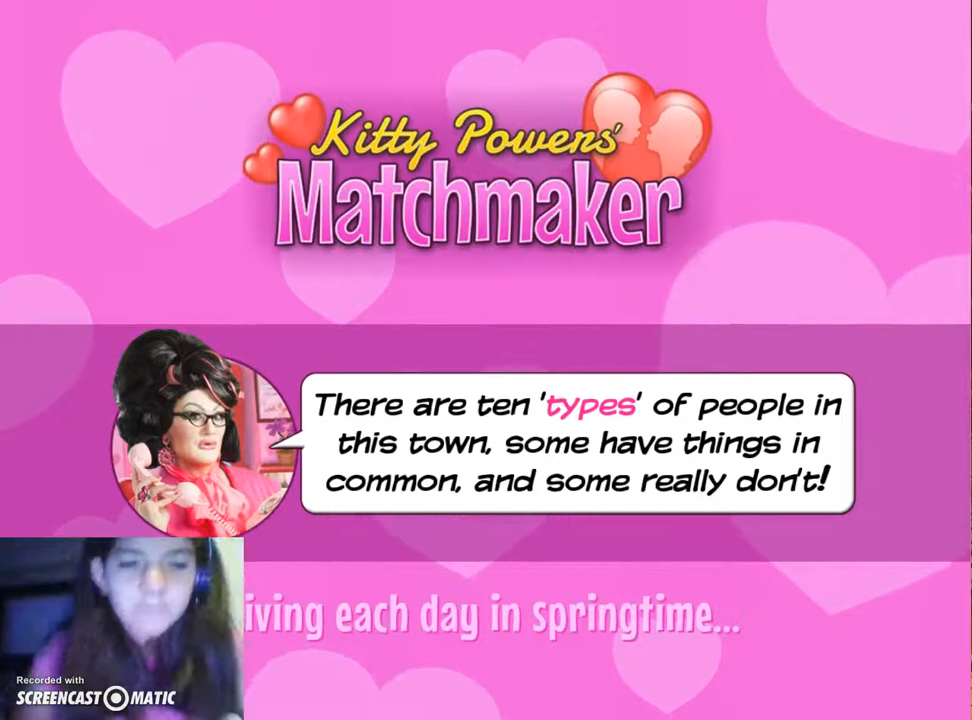 Kitty Powers'
Matchmaker
There are ten 'types' of people in
this town, some have things in
common, and some really don't!
iving each day in springtime...
Recorded with
SCREENCAST MATIC